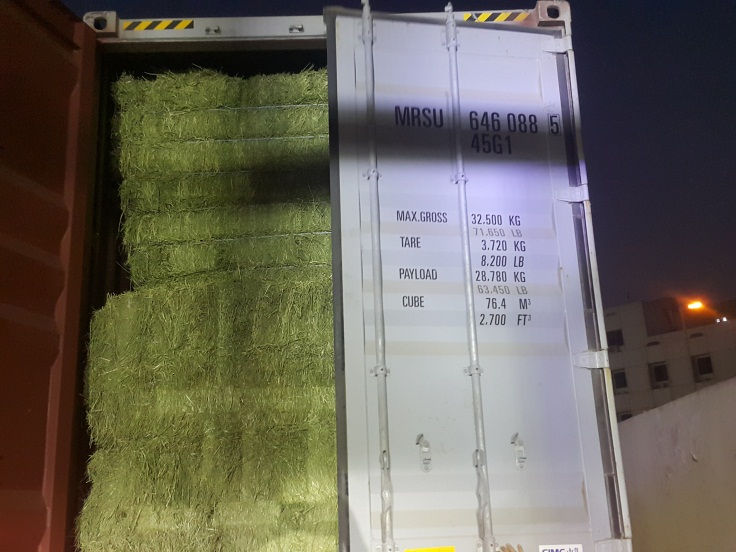 MRSU 646 088 5
45G1
MAX.GROSS 32.500 KG
71.650 LB
TARE 3.720 KG
8.200 LB
PAYLOAD 28.780 KG
63.450 LB
CUBE 76.4 M³
2.700 FT³
CIMC